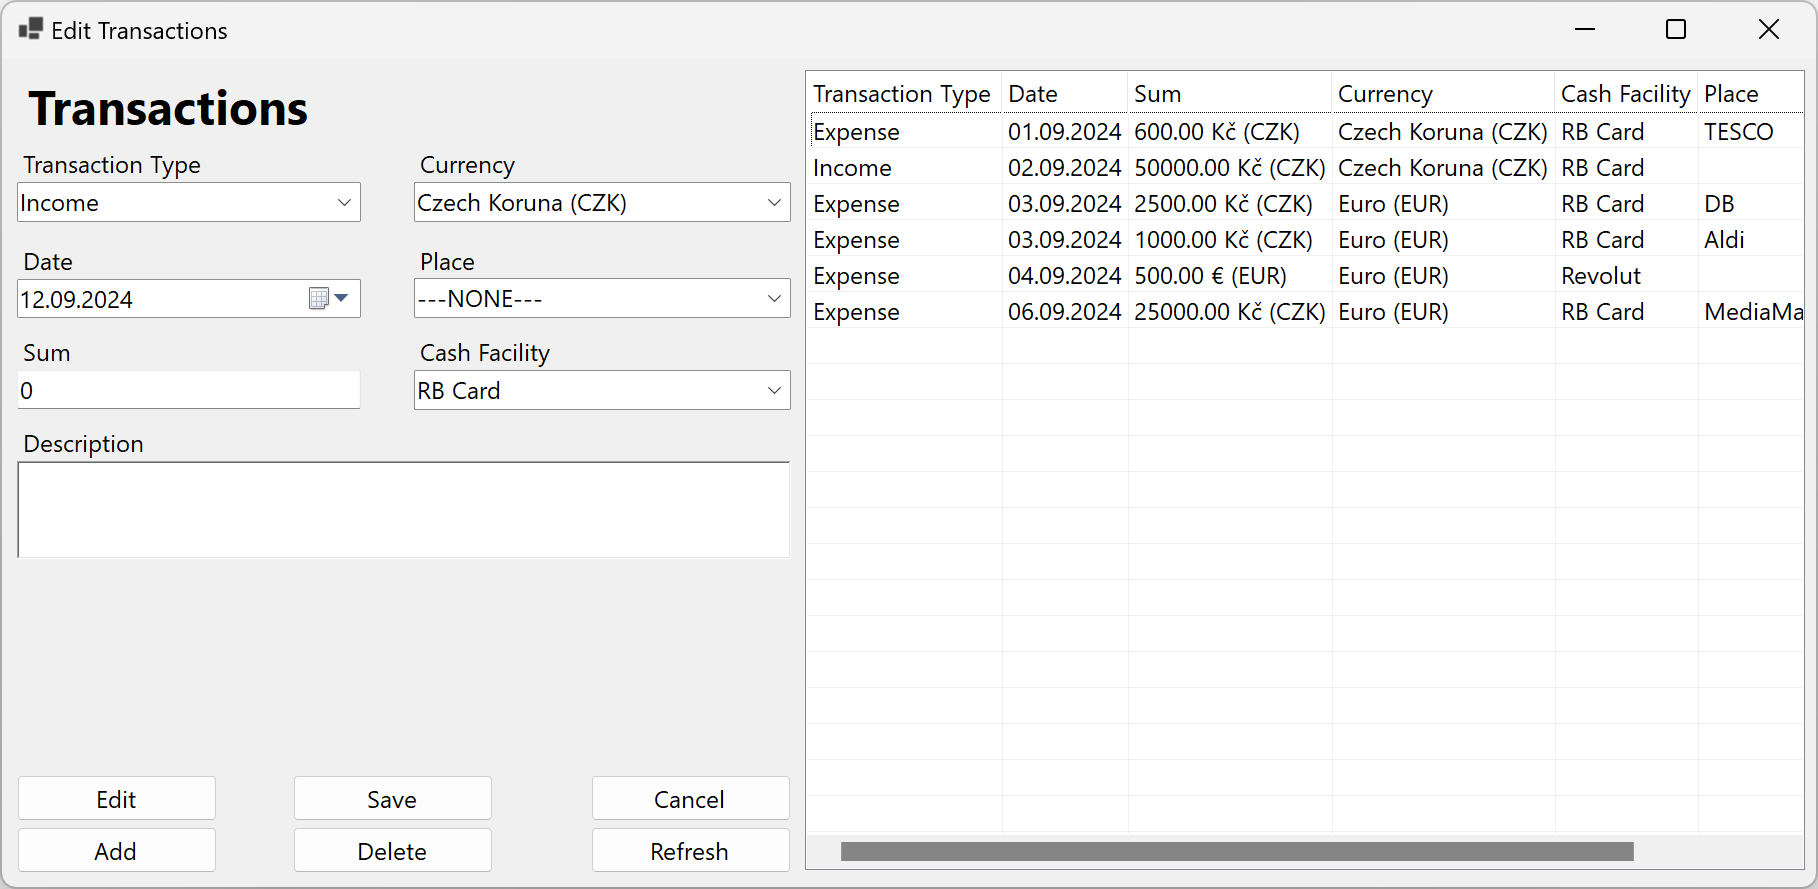 Edit Transactions
Transactions
Transaction Type
Income
Currency
Czech Koruna (CZK)
Date
12.09.2024
Place
---NONE---
Sum
0
Cash Facility
RB Card
Description
Edit Save Cancel
Add Delete Refresh
Transaction Type Date Sum Currency Cash Facility Place
Expense 01.09.2024 600.00 Kč (CZK) Czech Koruna (CZK) RB Card TESCO
Income 02.09.2024 50000.00 Kč (CZK) Czech Koruna (CZK) RB Card
Expense 03.09.2024 2500.00 Kč (CZK) Euro (EUR) RB Card DB
Expense 03.09.2024 1000.00 Kč (CZK) Euro (EUR) RB Card Aldi
Expense 04.09.2024 500.00 € (EUR) Euro (EUR) Revolut
Expense 06.09.2024 25000.00 Kč (CZK) Euro (EUR) RB Card MediaMa